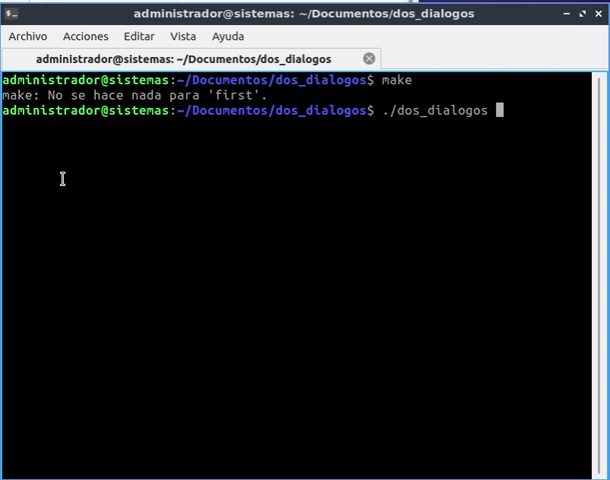 administrador@sistemas: ~/Documentos/dos_dialogos
Archivo Acciones Editar Vista Ayuda
administrador@sistemas: ~/Documentos/dos_dialogos
administrador@sistemas:~/Documentos/dos_dialogos$ make
make: No se hace nada para 'first'.
administrador@sistemas:~/Documentos/dos_dialogos$ ./dos_dialogos